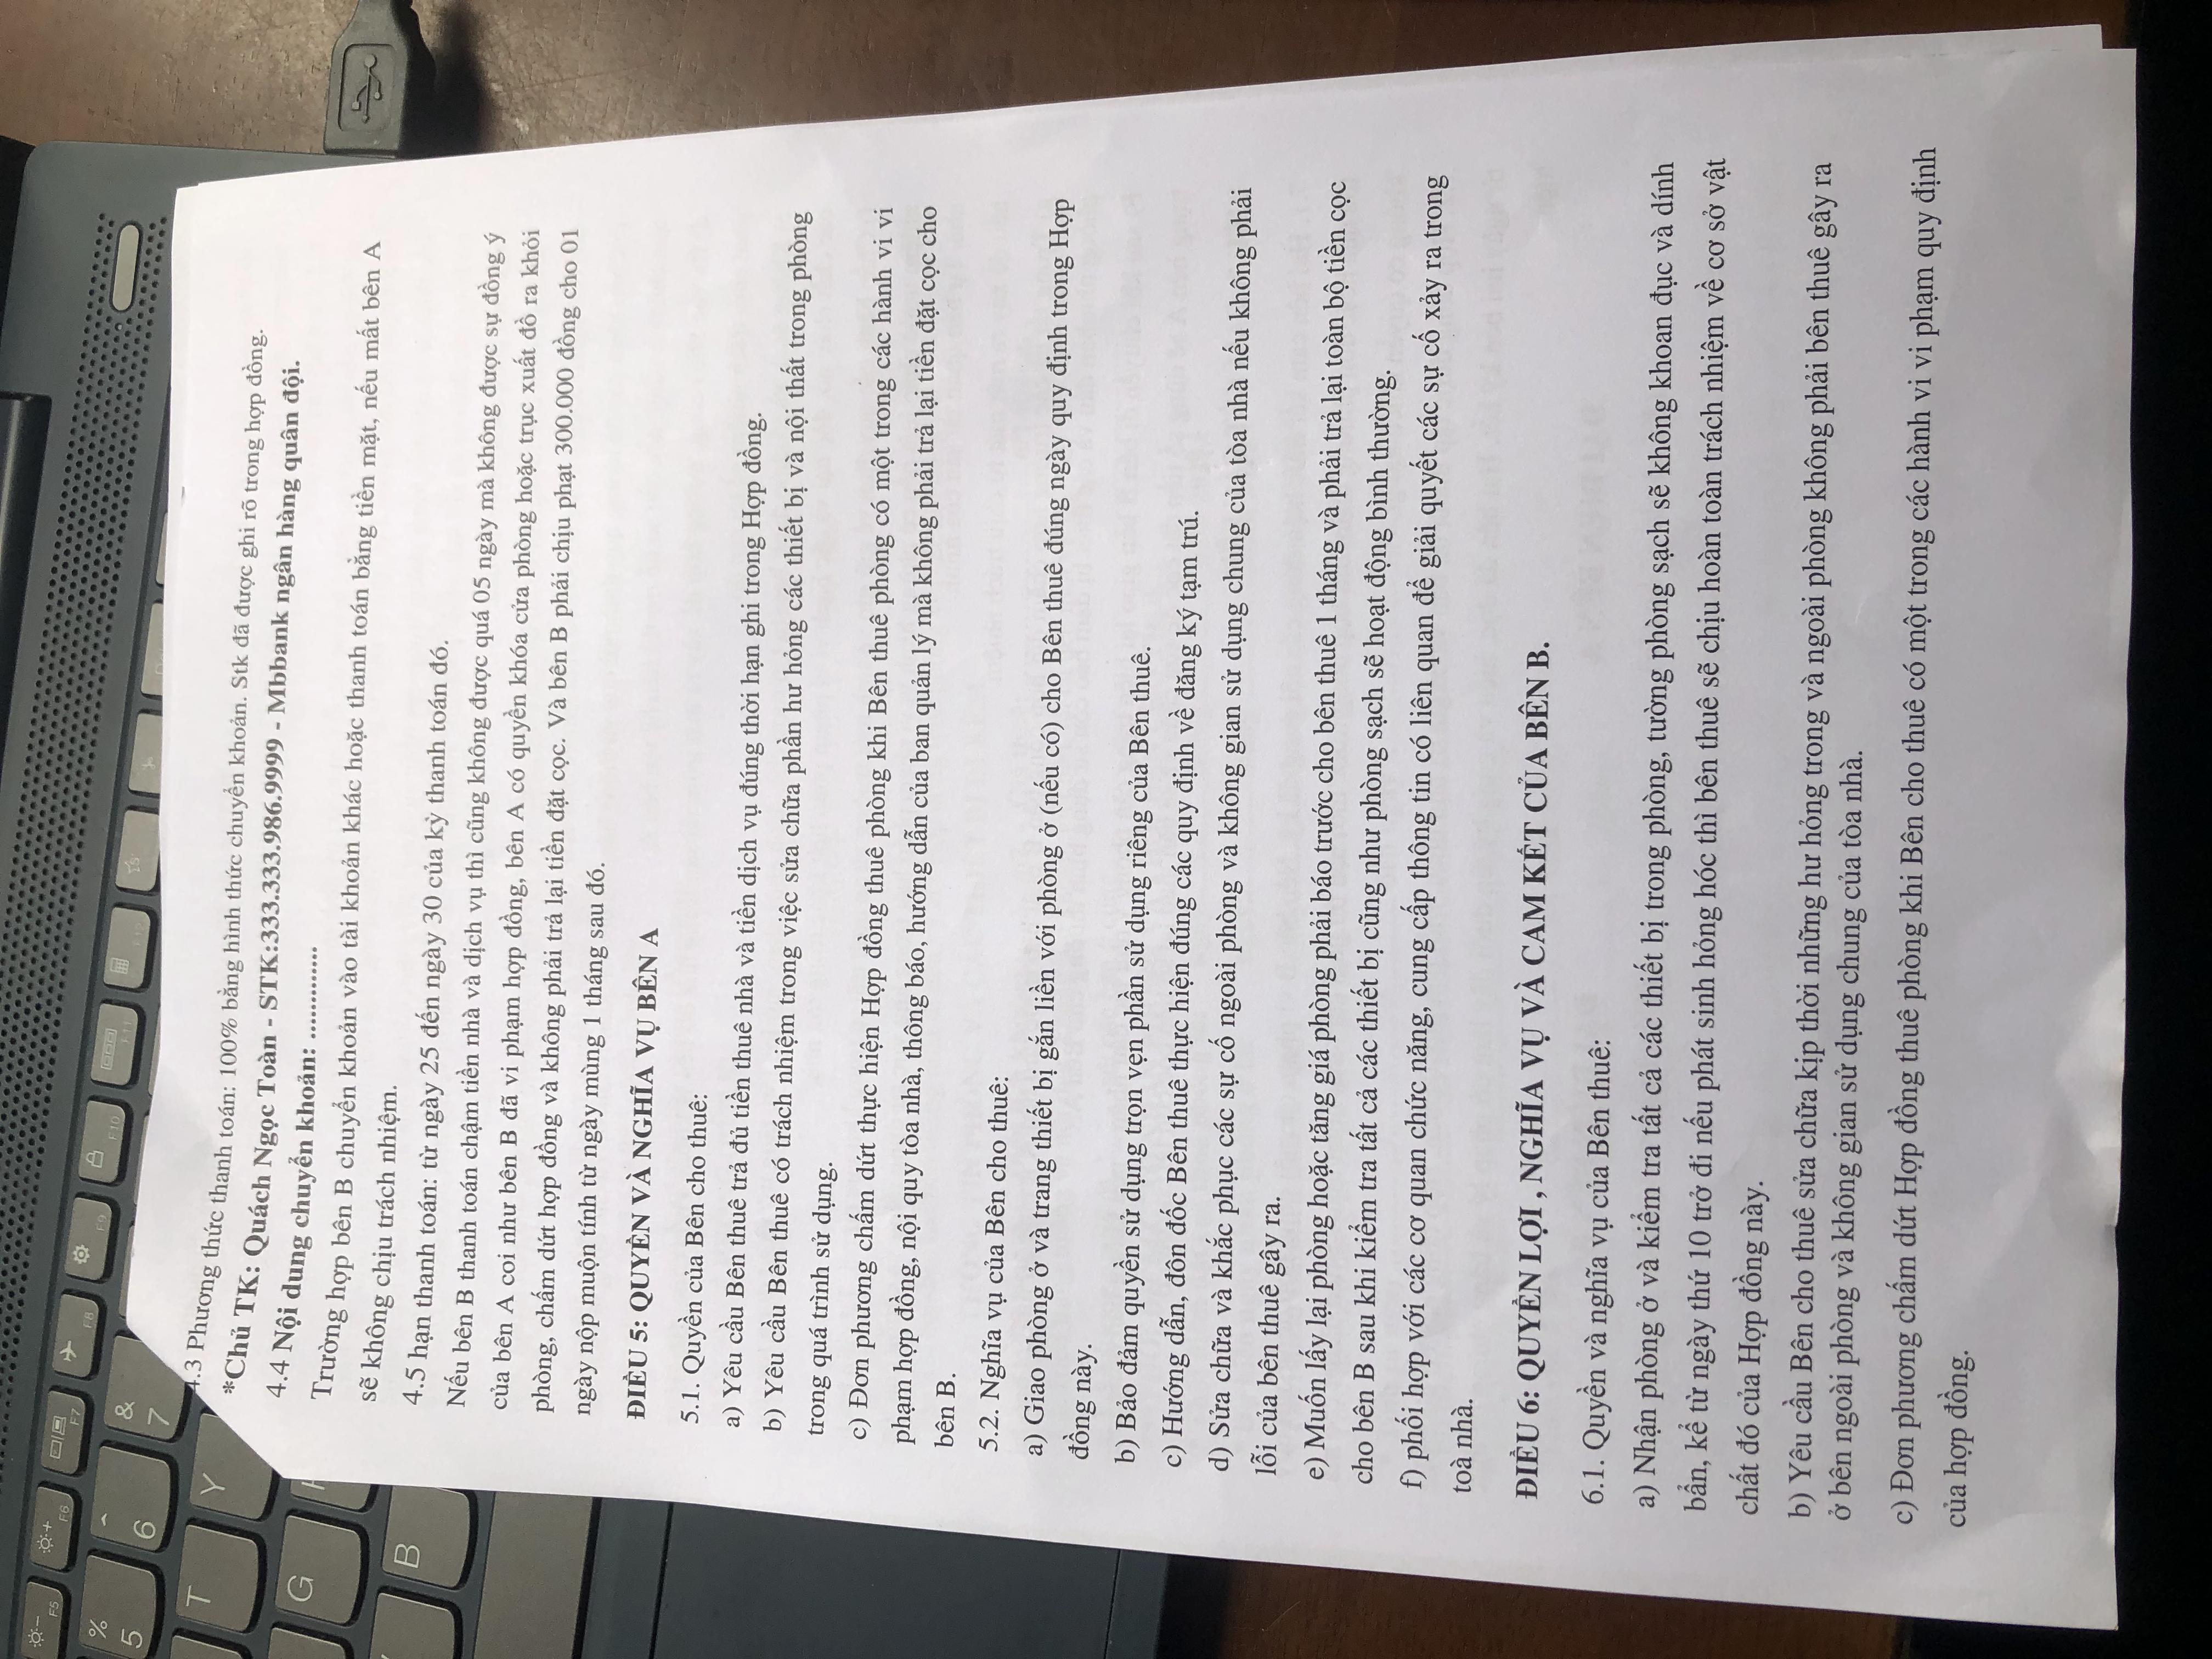 F5
F6
F7
F8
F9
F10
F11
%
5
^
6
&
7
T
Y
G
B
4.3 Phương thức thanh toán: 100% bằng hình thức chuyển khoản. Stk đã được ghi rõ trong hợp đồng.
*Chủ TK: Quách Ngọc Toàn - STK:333.333.986.9999 - Mbbank ngân hàng quân đội.
4.4 Nội dung chuyển khoản: .............
Trường hợp bên B chuyển khoản vào tài khoản khác hoặc thanh toán bằng tiền mặt, nếu mất bên A
sẽ không chịu trách nhiệm.
4.5 hạn thanh toán: từ ngày 25 đến ngày 30 của kỳ thanh toán đó.
Nếu bên B thanh toán chậm tiền nhà và dịch vụ thì cũng không được quá 05 ngày mà không được sự đồng ý
của bên A coi như bên B đã vi phạm hợp đồng, bên A có quyền khóa cửa phòng hoặc trục xuất đồ ra khỏi
phòng, chấm dứt hợp đồng và không phải trả lại tiền đặt cọc. Và bên B phải chịu phạt 300.000 đồng cho 01
ngày nộp muộn tính từ ngày mùng 1 tháng sau đó.
ĐIỀU 5: QUYỀN VÀ NGHĨA VỤ BÊN A
5.1. Quyền của Bên cho thuê:
a) Yêu cầu Bên thuê trả đủ tiền thuê nhà và tiền dịch vụ đúng thời hạn ghi trong Hợp đồng.
b) Yêu cầu Bên thuê có trách nhiệm trong việc sửa chữa phần hư hỏng các thiết bị và nội thất trong phòng
trong quá trình sử dụng.
c) Đơn phương chấm dứt thực hiện Hợp đồng thuê phòng khi Bên thuê phòng có một trong các hành vi vi
phạm hợp đồng, nội quy tòa nhà, thông báo, hướng dẫn của ban quản lý mà không phải trả lại tiền đặt cọc cho
bên B.
5.2. Nghĩa vụ của Bên cho thuê:
a) Giao phòng ở và trang thiết bị gắn liền với phòng ở (nếu có) cho Bên thuê đúng ngày quy định trong Hợp
đồng này.
b) Bảo đảm quyền sử dụng trọn vẹn phần sử dụng riêng của Bên thuê.
c) Hướng dẫn, đôn đốc Bên thuê thực hiện đúng các quy định về đăng ký tạm trú.
d) Sửa chữa và khắc phục các sự cố ngoài phòng và không gian sử dụng chung của tòa nhà nếu không phải
lỗi của bên thuê gây ra.
e) Muốn lấy lại phòng hoặc tăng giá phòng phải báo trước cho bên thuê 1 tháng và phải trả lại toàn bộ tiền cọc
cho bên B sau khi kiểm tra tất cả các thiết bị cũng như phòng sạch sẽ hoạt động bình thường.
f) phối hợp với các cơ quan chức năng, cung cấp thông tin có liên quan để giải quyết các sự cố xảy ra trong
toà nhà.
ĐIỀU 6: QUYỀN LỢI , NGHĨA VỤ VÀ CAM KẾT CỦA BÊN B.
6.1. Quyền và nghĩa vụ của Bên thuê:
a) Nhận phòng ở và kiểm tra tất cả các thiết bị trong phòng, tường phòng sạch sẽ không khoan đục và dính
bẩn, kể từ ngày thứ 10 trở đi nếu phát sinh hỏng hóc thì bên thuê sẽ chịu hoàn toàn trách nhiệm về cơ sở vật
chất đó của Hợp đồng này.
b) Yêu cầu Bên cho thuê sửa chữa kịp thời những hư hỏng trong và ngoài phòng không phải bên thuê gây ra
ở bên ngoài phòng và không gian sử dụng chung của tòa nhà.
c) Đơn phương chấm dứt Hợp đồng thuê phòng khi Bên cho thuê có một trong các hành vi vi phạm quy định
của hợp đồng.